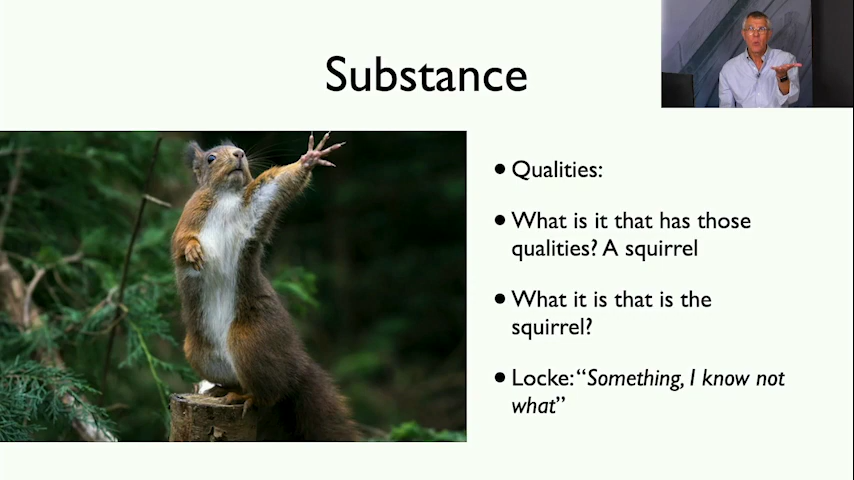 Substance
• Qualities:
• What is it that has those
qualities? A squirrel
• What it is that is the
squirrel?
• Locke: “Something, I know not
what”